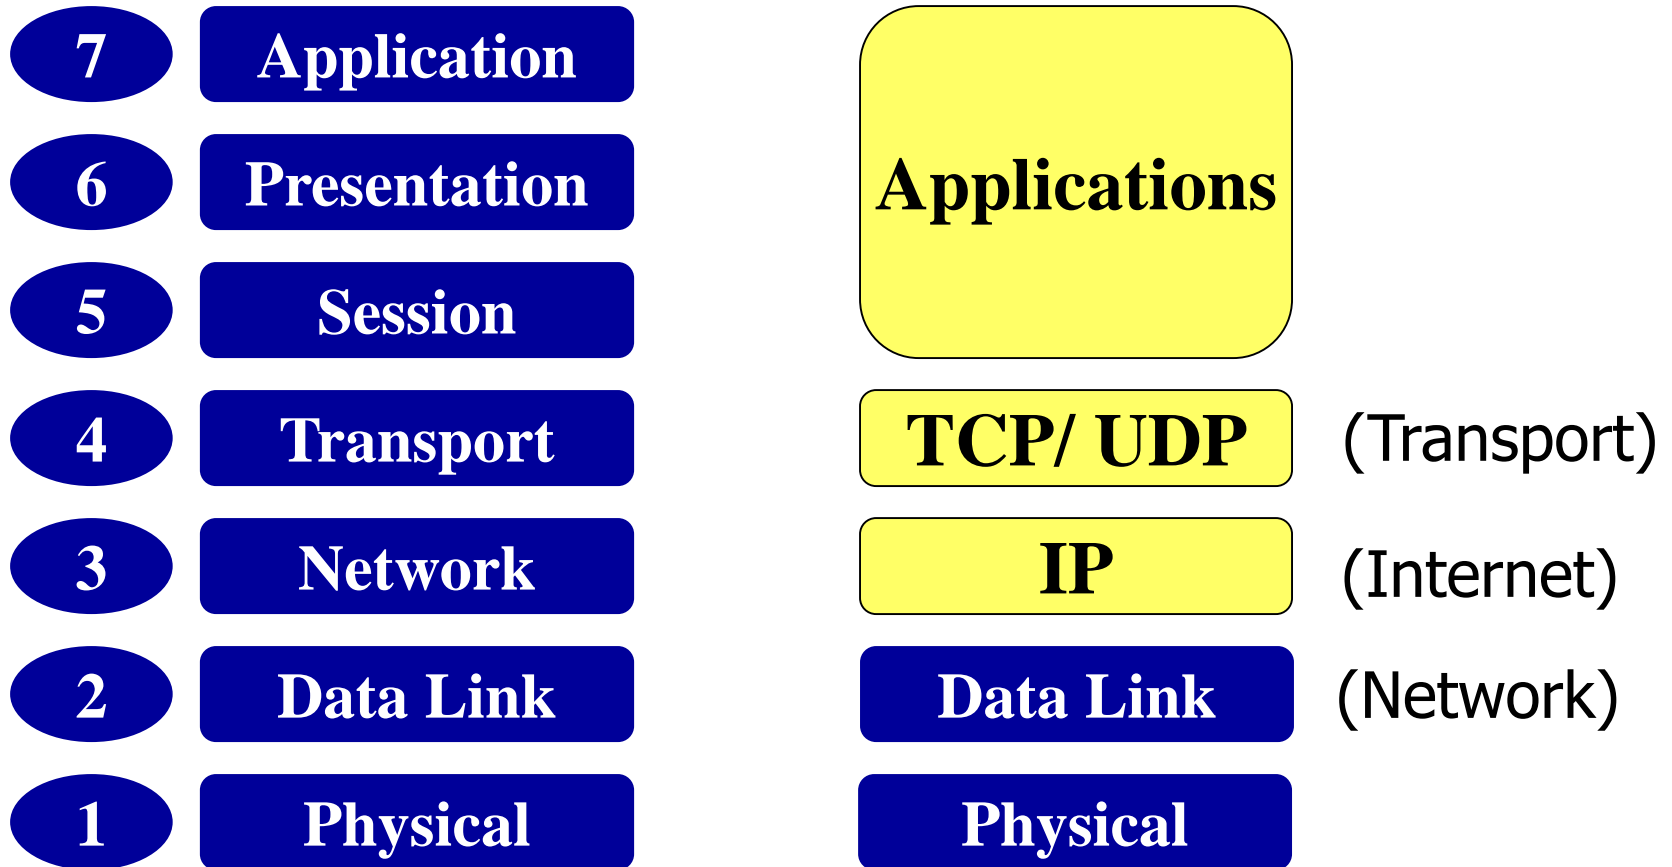 7 Application
6 Presentation Applications
5 Session
4 Transport TCP/ UDP (Transport)
3 Network IP (Internet)
2 Data Link Data Link (Network)
1 Physical Physical